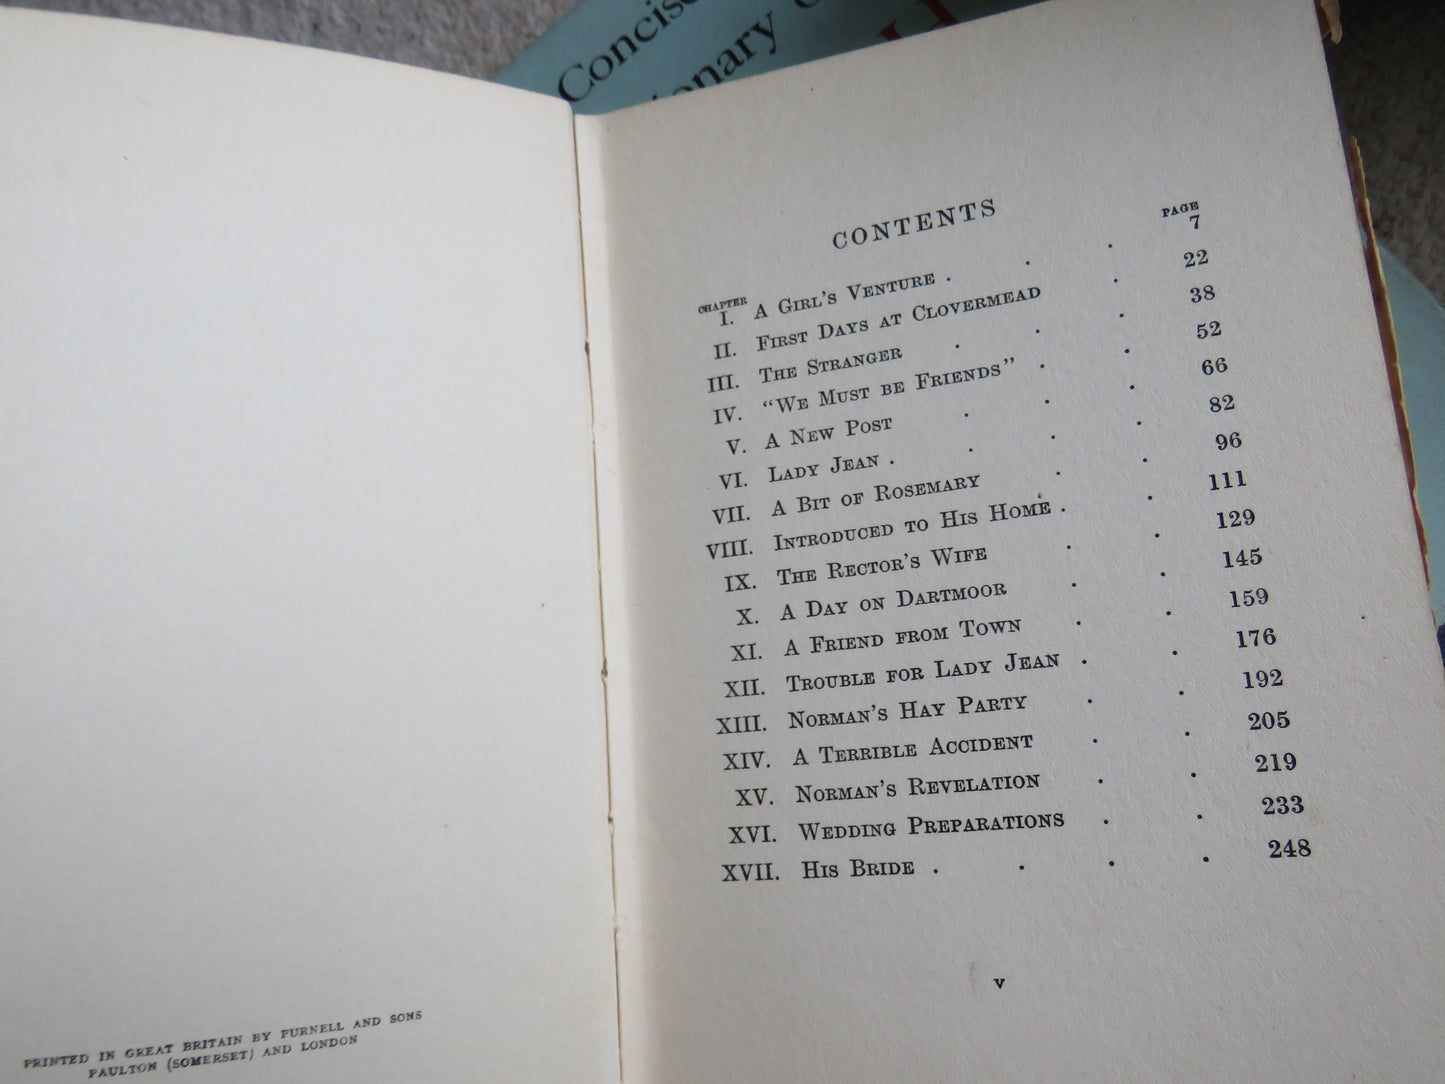 Concise
CONTENTS
CHAPTER PAGE
I. A GIRL'S VENTURE . . . 7
II. FIRST DAYS AT CLOVERMEAD . 22
III. THE STRANGER . . . 38
IV. "WE MUST BE FRIENDS" . . 52
V. A NEW POST . . . 66
VI. LADY JEAN . . . . 82
VII. A BIT OF ROSEMARY . . 96
VIII. INTRODUCED TO HIS HOME . . 111
IX. THE RECTOR'S WIFE . . 129
X. A DAY ON DARTMOOR . . 145
XI. A FRIEND FROM TOWN . . 159
XII. TROUBLE FOR LADY JEAN . . 176
XIII. NORMAN'S HAY PARTY . . 192
XIV. A TERRIBLE ACCIDENT . . 205
XV. NORMAN'S REVELATION . . 219
XVI. WEDDING PREPARATIONS . . 233
XVII. HIS BRIDE . . . . 248
v
PRINTED IN GREAT BRITAIN BY PURNELL AND SONS
PAULTON (SOMERSET) AND LONDON